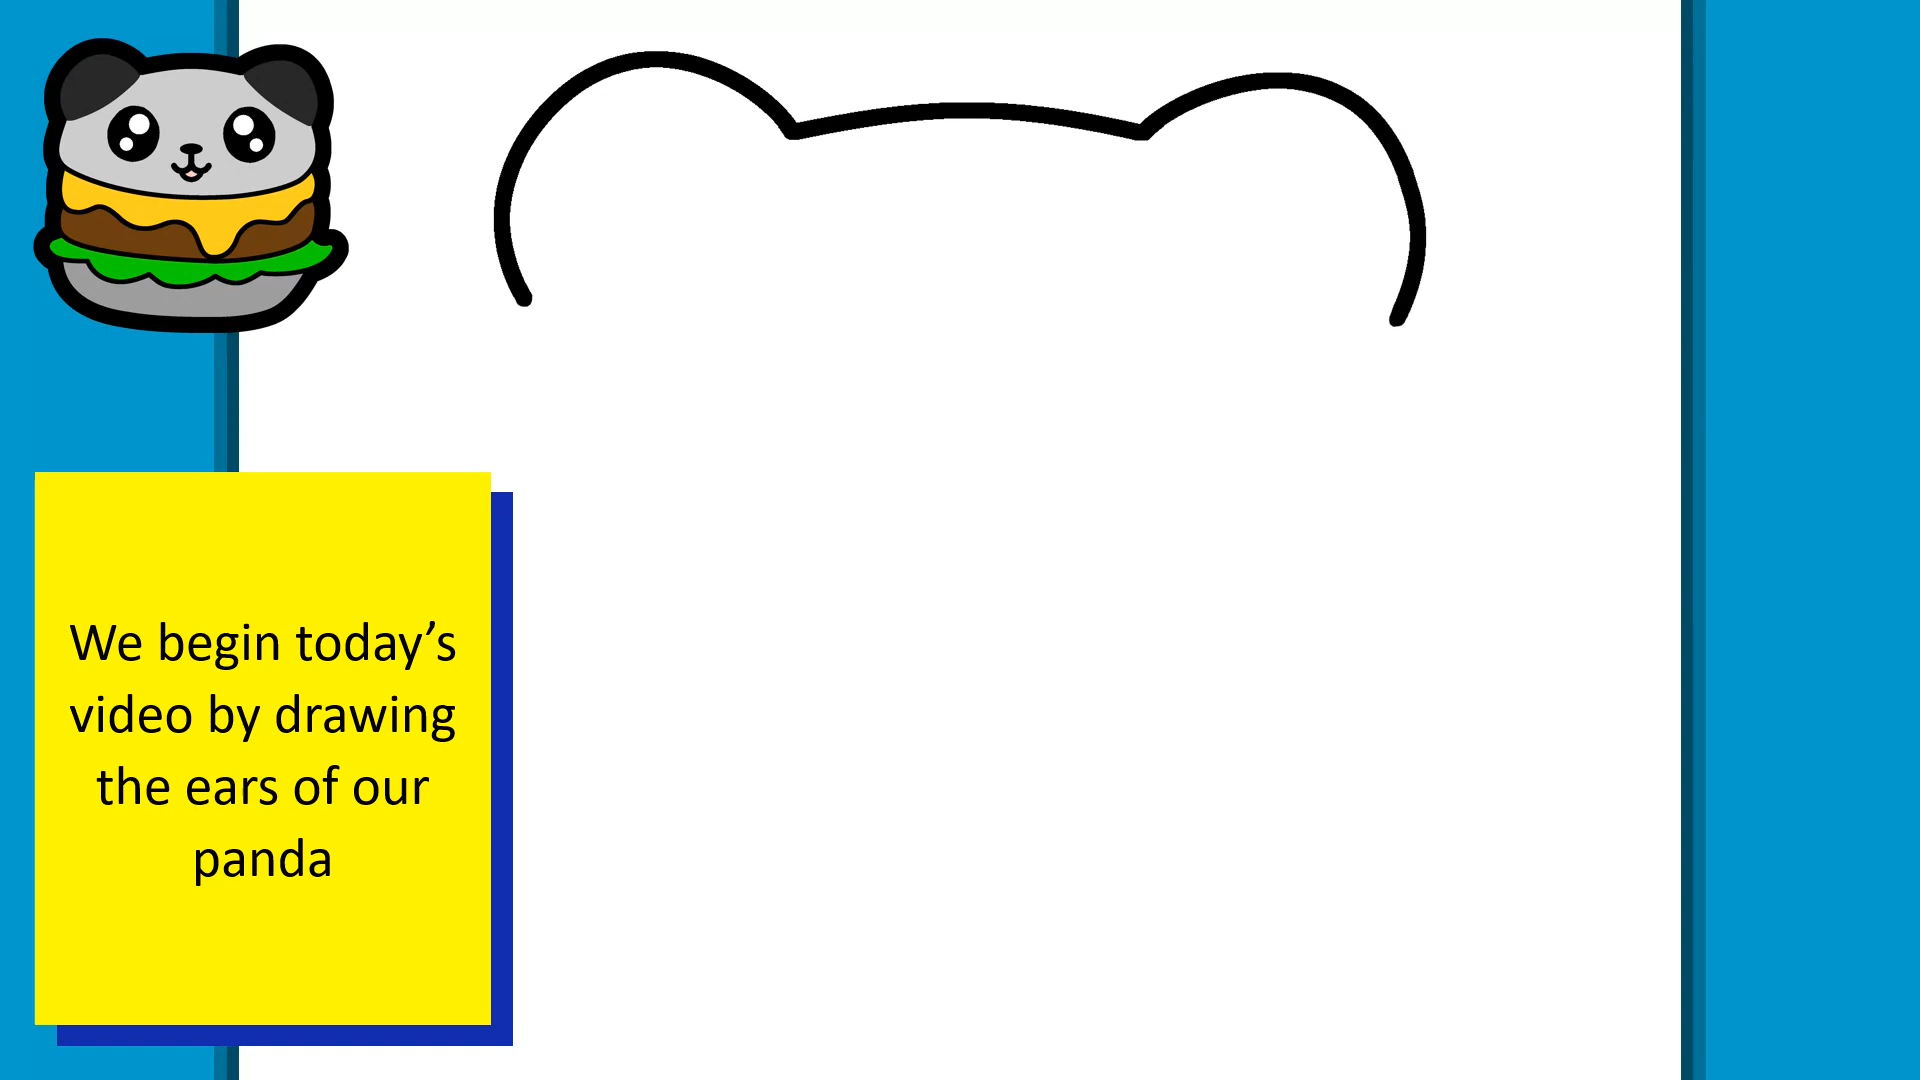 We begin today’s
video by drawing
the ears of our
panda